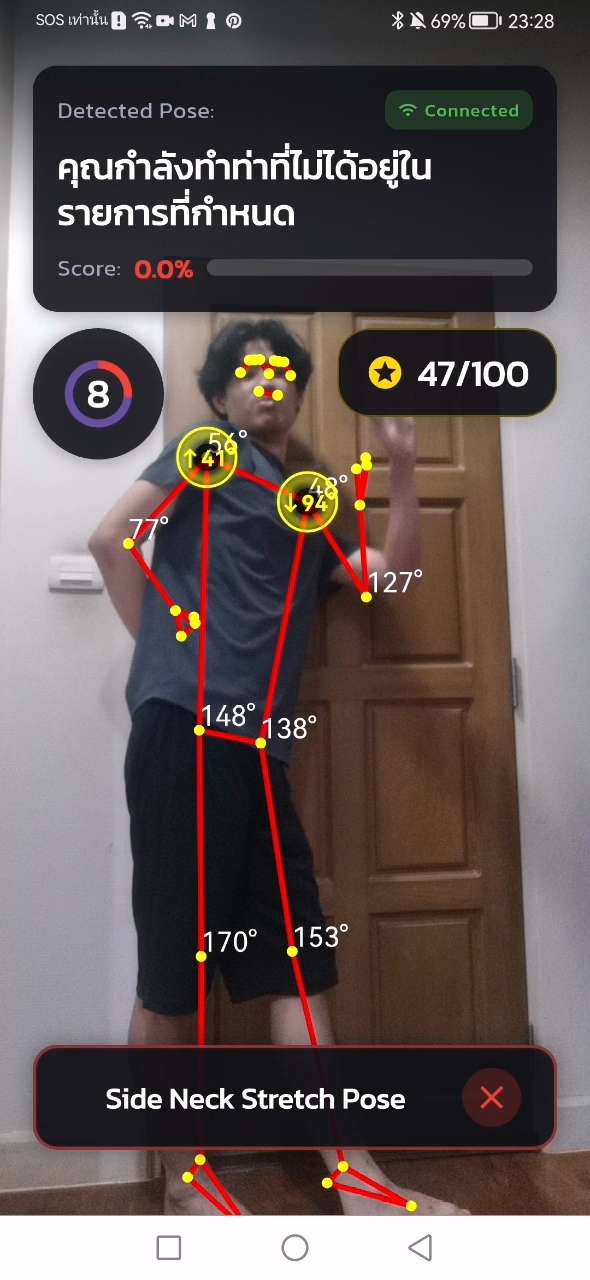 SOS เท่านั้น 69% 23:28
Detected Pose:
Connected
คุณกำลังทำท่าที่ไม่ได้อยู่ใน
รายการที่กำหนด
Score: 0.0%
8
47/100
56°
↑41
48°
↓94
77°
127°
148°
138°
170°
153°
Side Neck Stretch Pose